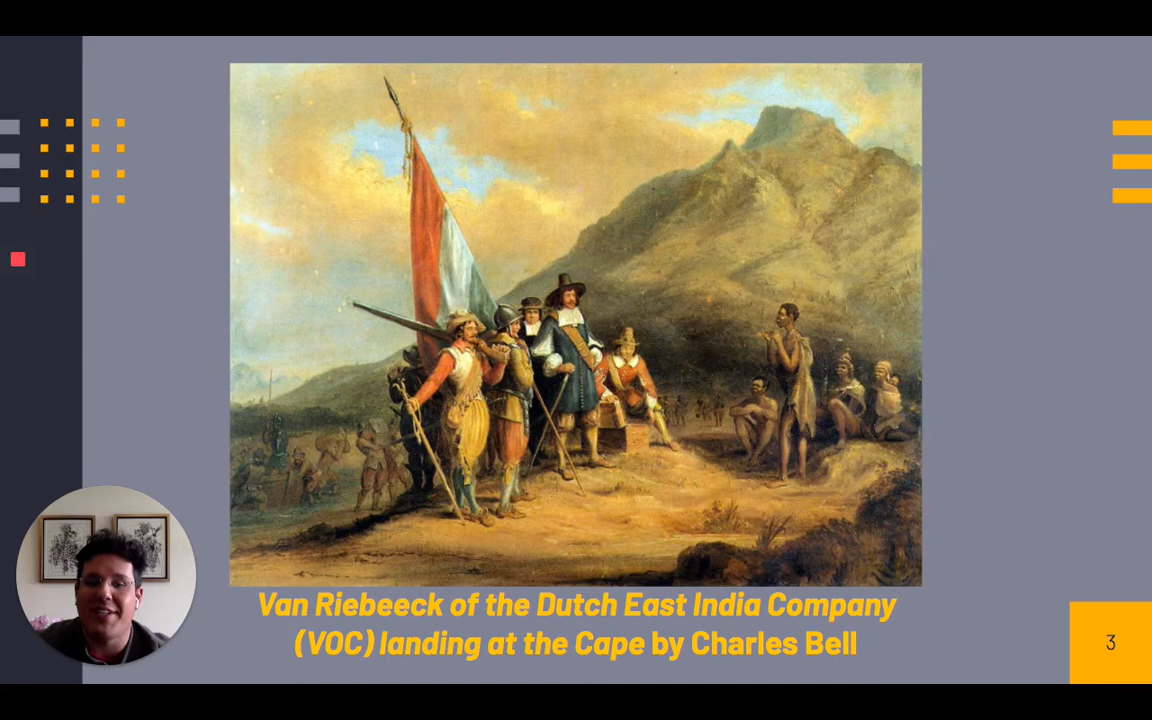 Van Riebeeck of the Dutch East India Company
(VOC) landing at the Cape by Charles Bell
3